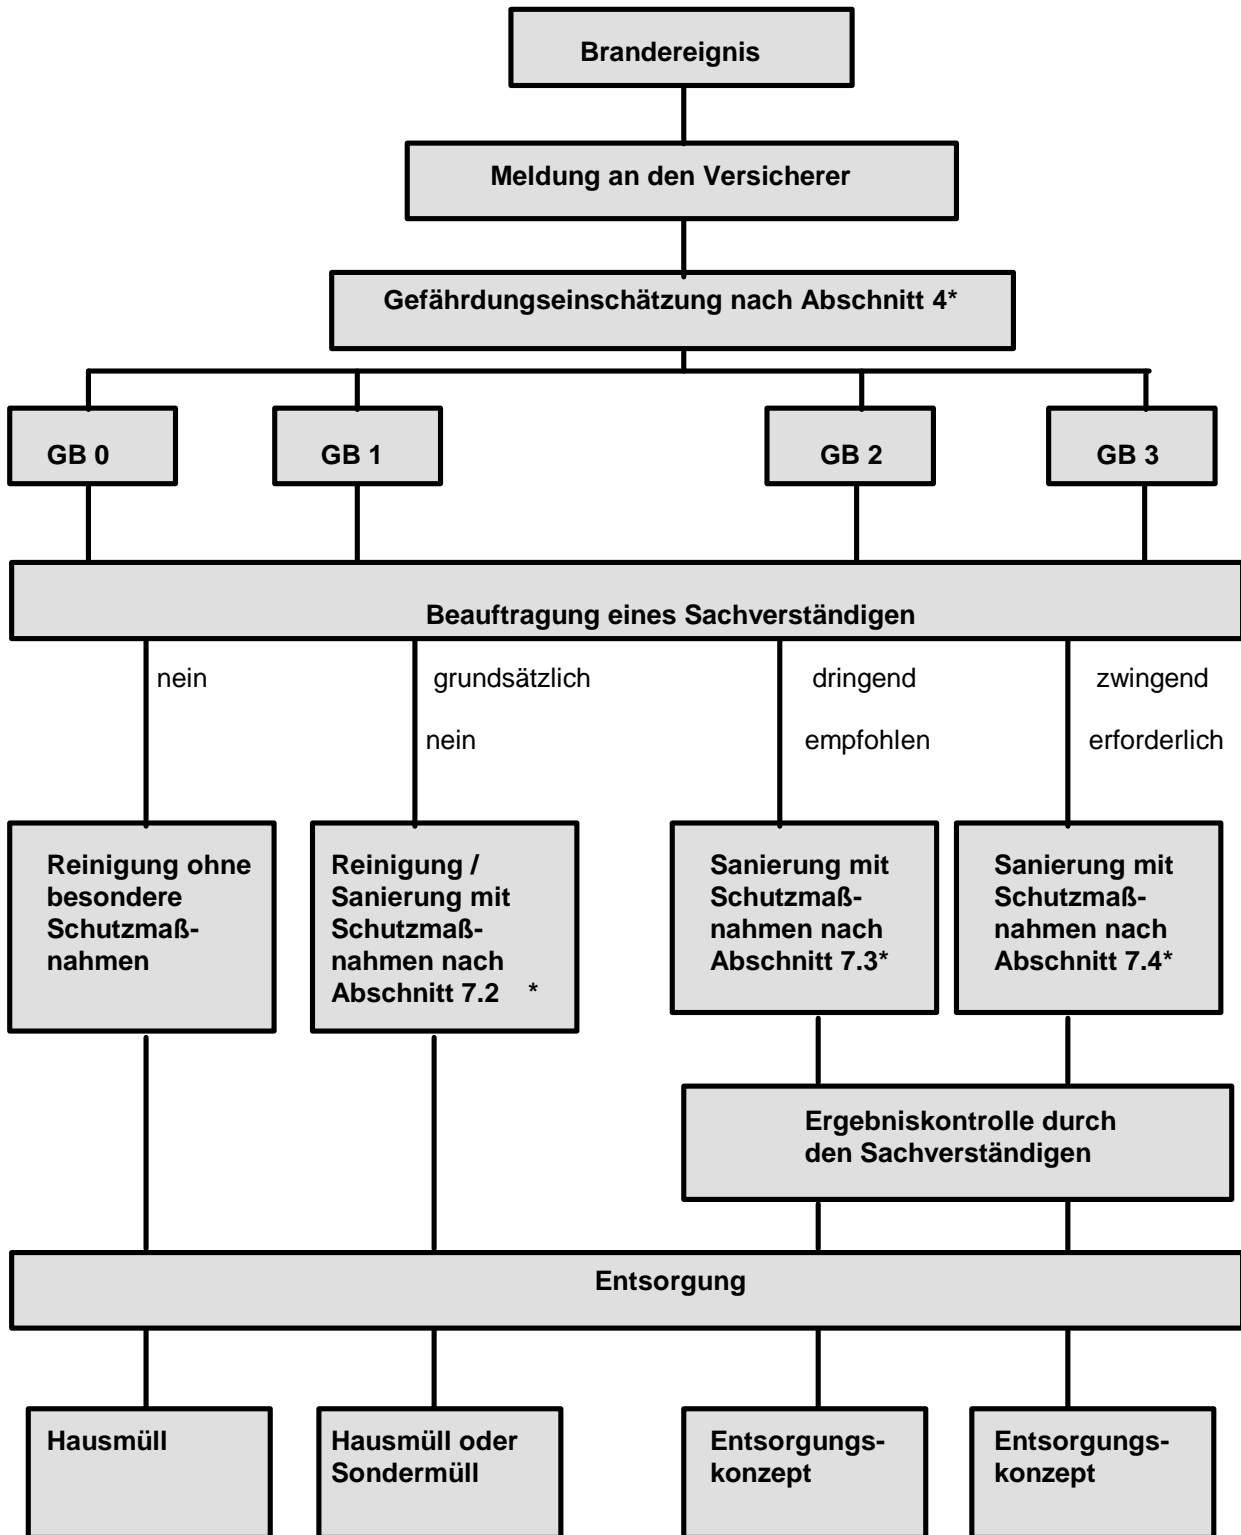 Brandereignis
Meldung an den Versicherer
Gefährdungseinschätzung nach Abschnitt 4*
GB 0
GB 1
GB 2
GB 3
Beauftragung eines Sachverständigen
nein
grundsätzlich
nein
dringend
empfohlen
zwingend
erforderlich
Reinigung ohne
besondere
Schutzmaß-
nahmen
Reinigung /
Sanierung mit
Schutzmaß-
nahmen nach
Abschnitt 7.2 *
Sanierung mit
Schutzmaß-
nahmen nach
Abschnitt 7.3*
Sanierung mit
Schutzmaß-
nahmen nach
Abschnitt 7.4*
Ergebniskontrolle durch
den Sachverständigen
Entsorgung
Hausmüll
Hausmüll oder
Sondermüll
Entsorgungs-
konzept
Entsorgungs-
konzept